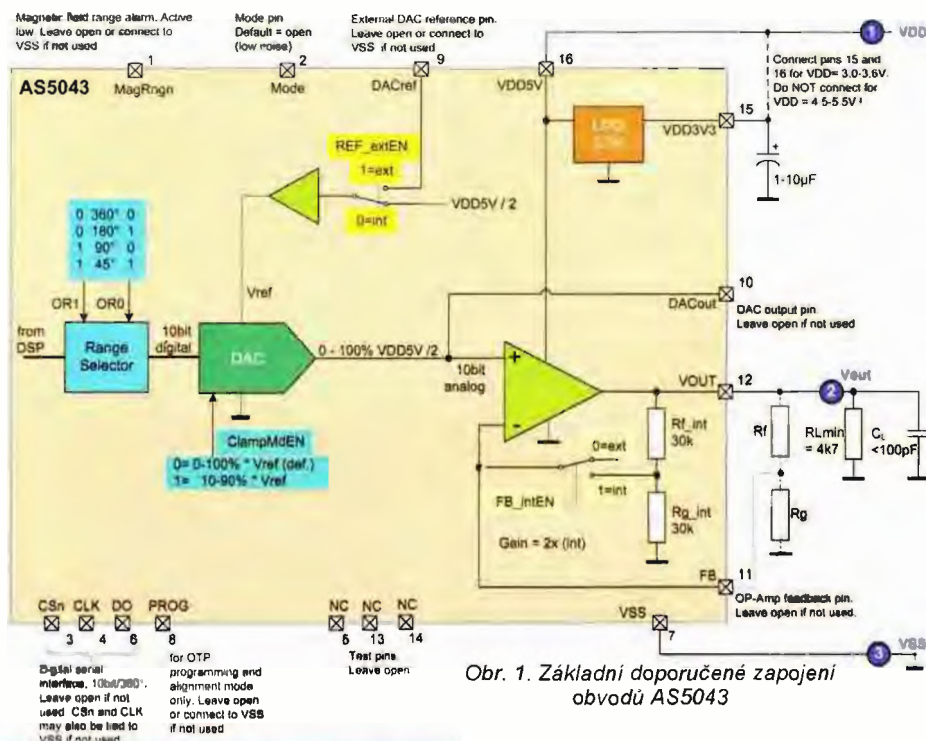 Magnetic field range alarm. Active
low. Leave open or connect to
VSS if not used
Mode pin
Default = open
(low noise)
External DAC reference pin.
Leave open or connect to
VSS if not used
1
VDD
Connect pins 15 and
16 for VDD= 3.0-3.6V.
Do NOT connect for
VDD = 4.5-5.5V !
1
2
9
16
AS5043
MagRngn
Mode
DACref
VDD5V
15
VDD3V3
LDO
1-10µF
REF_extEN
1=ext
0=int
VDD5V / 2
0 360° 0
0 180° 1
1 90° 0
1 45° 1
OR1
OR0
Vref
from
DSP
Range
Selector
10bit
digital
DAC
0 - 100% VDD5V /2
10bit
analog
+
-
10
DACout
DAC output pin.
Leave open if not used
VOUT
12
2
Vout
Rf_int
30k
Rf
RLmin
= 4k7
CL
<100pF
ClampMdEN
0= 0-100% * Vref (def.)
1= 10-90% * Vref
0=ext
1=int
FB_intEN
Rg_int
30k
Rg
Gain = 2x (int)
FB
11
OP-Amp feedback pin.
Leave open if not used.
CSn
CLK
DO
PROG
NC
NC
NC
VSS
3
4
6
8
5
13
14
7
3
VSS
Digital serial
interface, 10bit/360°.
Leave open if not
used. CSn and CLK
may also be tied to
VSS if not used
for OTP
programming and
alignment mode
only. Leave open
or connect to VSS
if not used
Test pins
Leave open
Obr. 1. Základní doporučené zapojení
obvodů AS5043